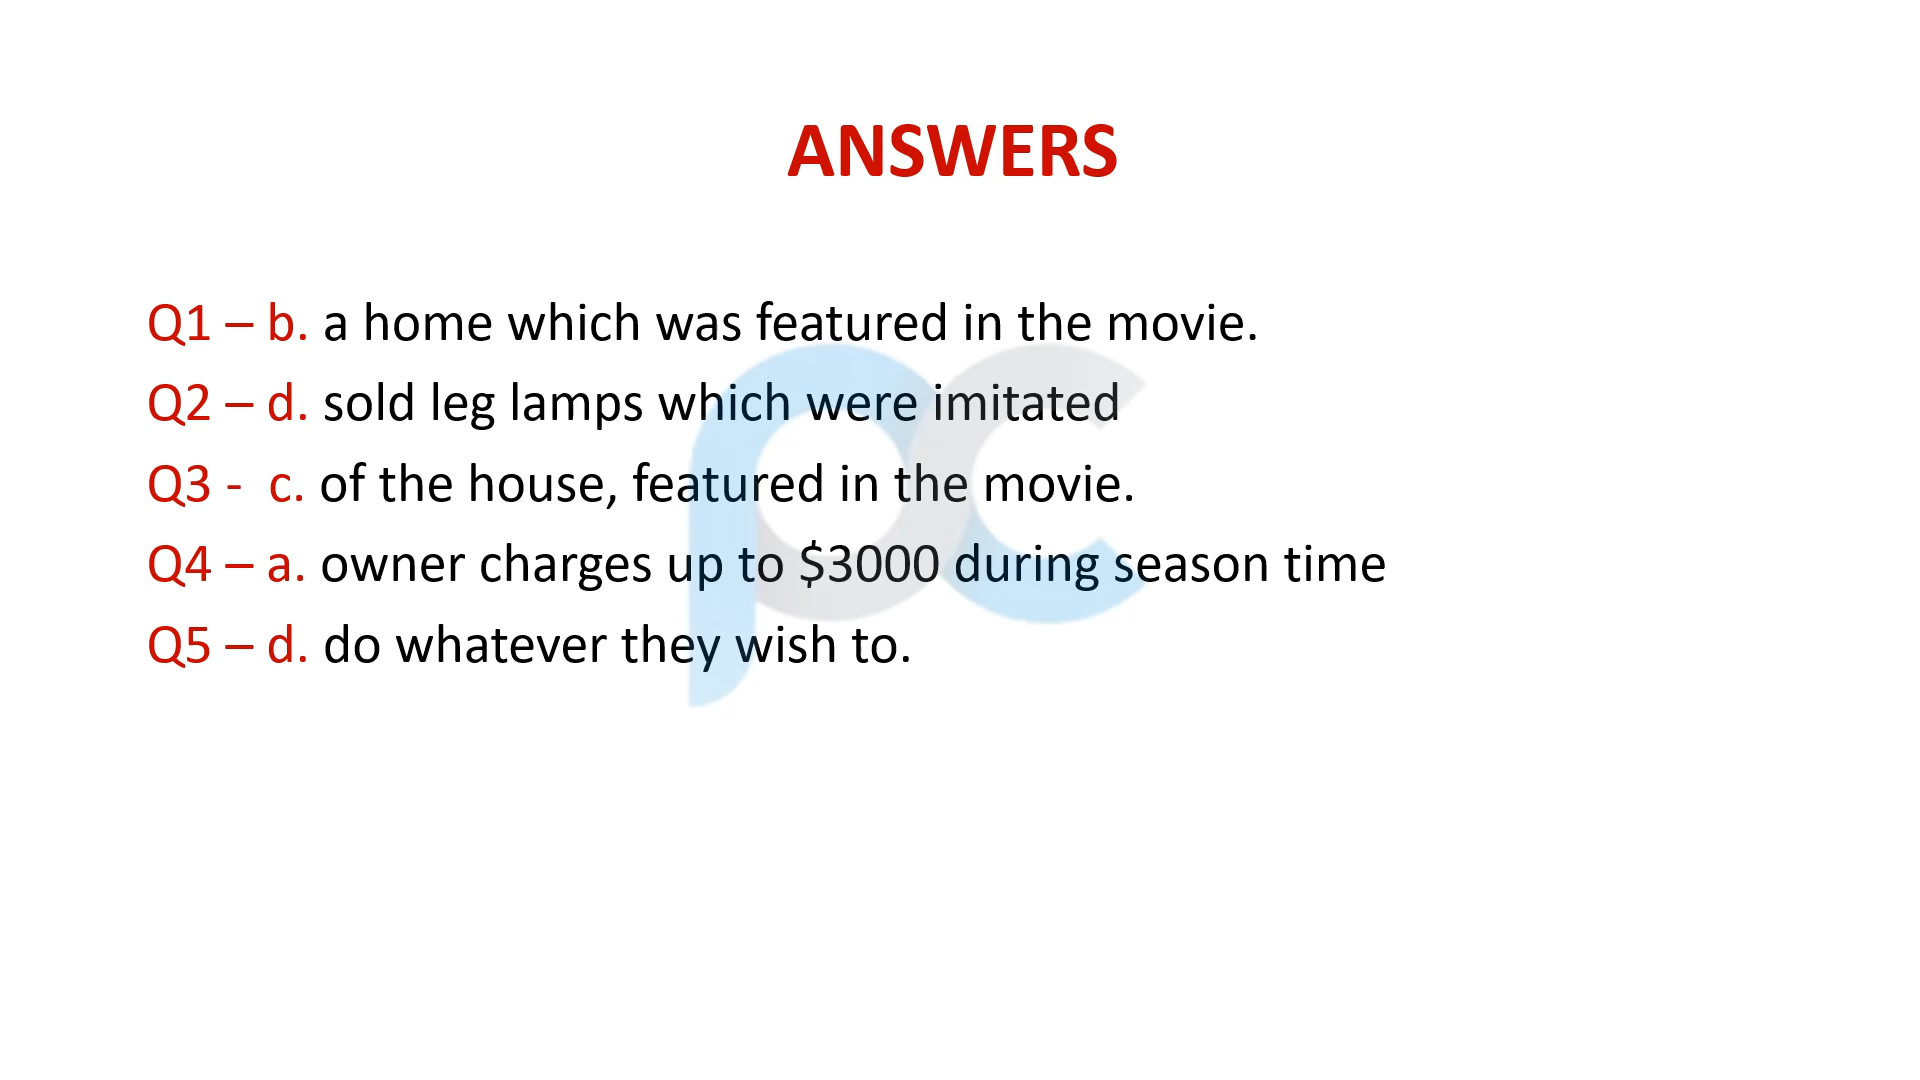 ANSWERS
Q1 – b. a home which was featured in the movie.
Q2 – d. sold leg lamps which were imitated
Q3 -  c. of the house, featured in the movie.
Q4 – a. owner charges up to $3000 during season time
Q5 – d. do whatever they wish to.